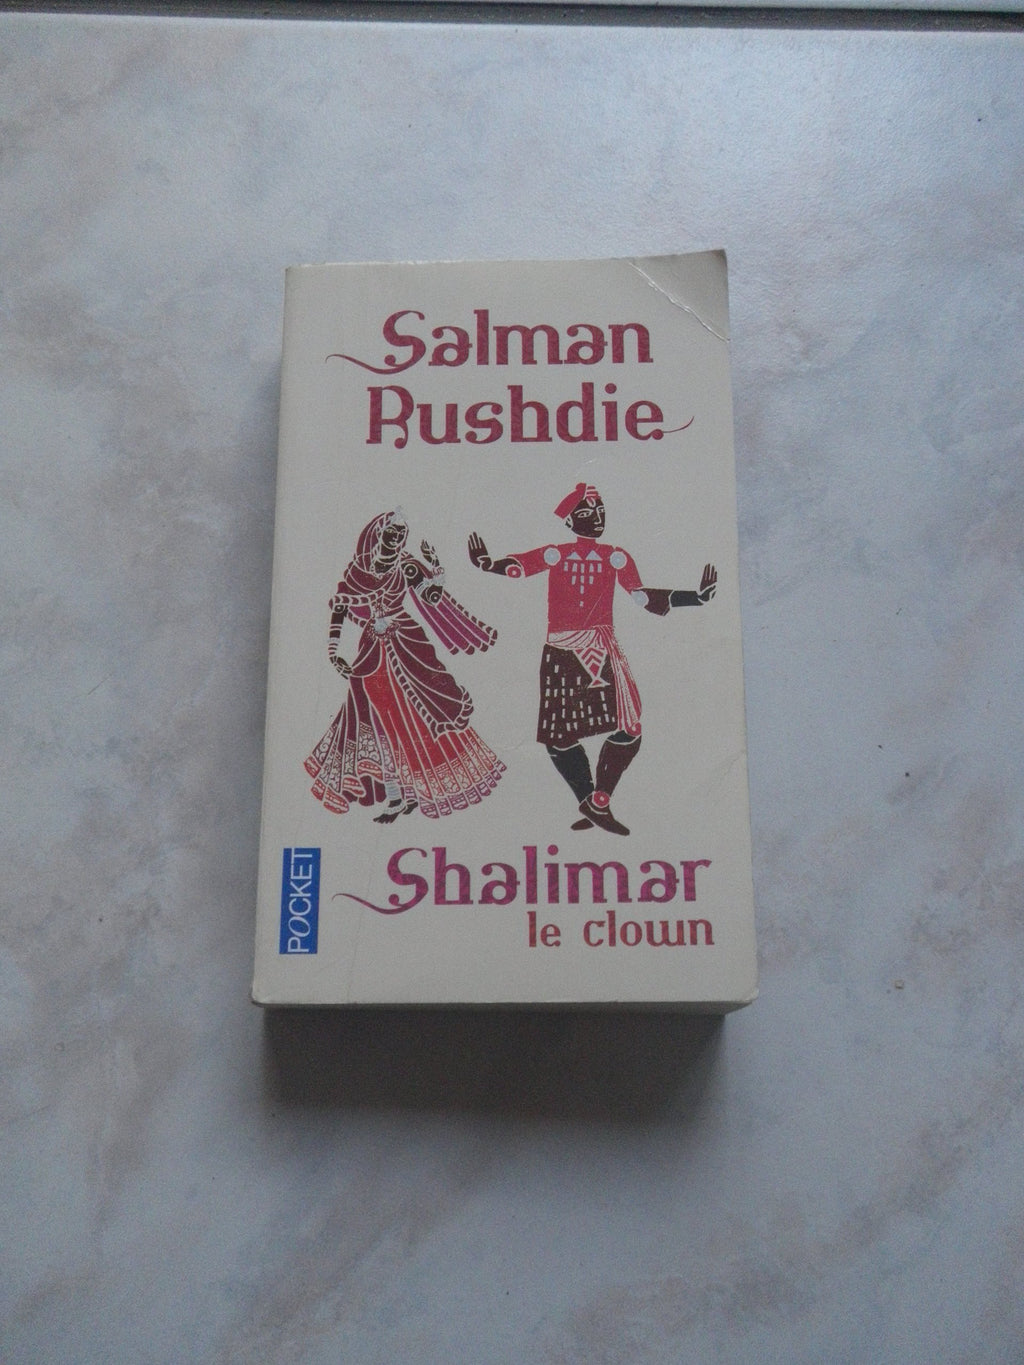 Salman
Rushdie
Shalimar
le clown
POCKET